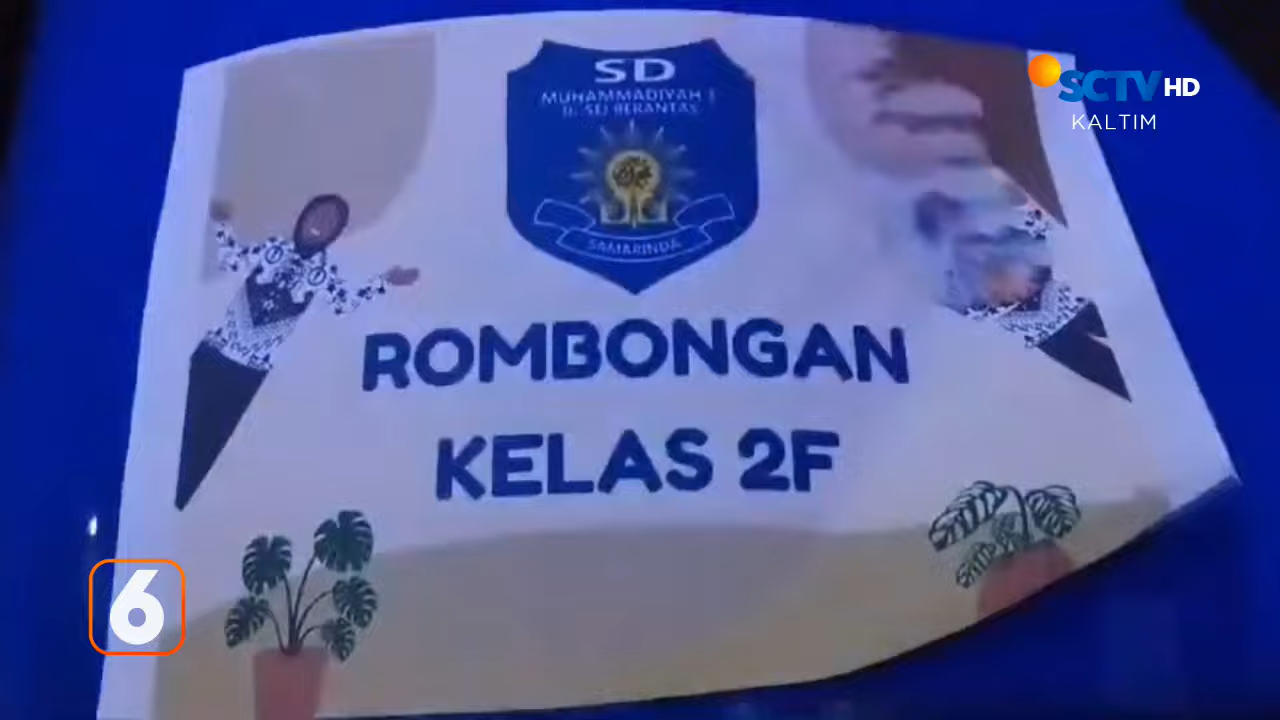 SD
MUHAMMADIYAH 1
SAMARINDA
ROMBONGAN
KELAS 2F
SCTV HD
KALTIM
6